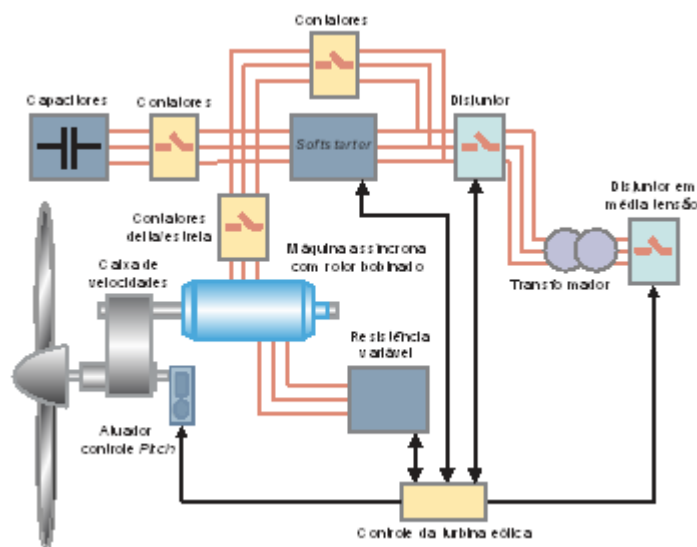 Contatores
Capacitores
Contatores
Disjuntor
Softstarter
Disjuntor em
média tensão
Contatores
delta/estrela
Máquina assíncrona
com rotor bobinado
Caixa de
velocidades
Transformador
Resistência
variável
Atuador
controle Pitch
Controle da turbina eólica